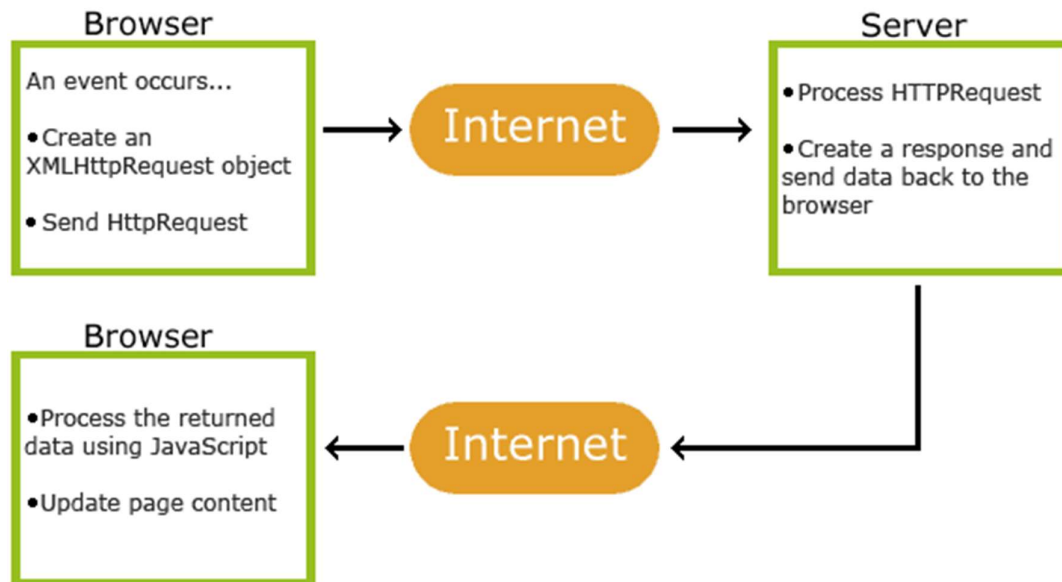 Browser
An event occurs...
•Create an
XMLHttpRequest object
• Send HttpRequest
Internet
Server
• Process HTTPRequest
• Create a response and
send data back to the
browser
Browser
•Process the returned
data using JavaScript
•Update page content
Internet